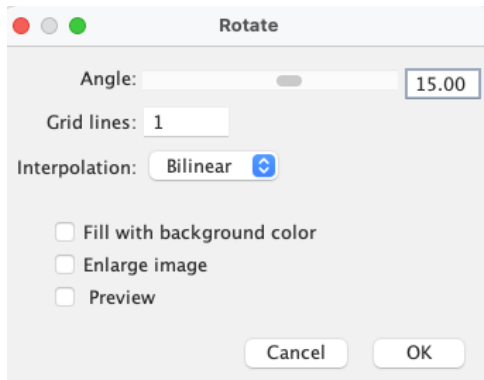 Rotate
Angle: 15.00
Grid lines: 1
Interpolation: Bilinear
Fill with background color
Enlarge image
Preview
Cancel OK